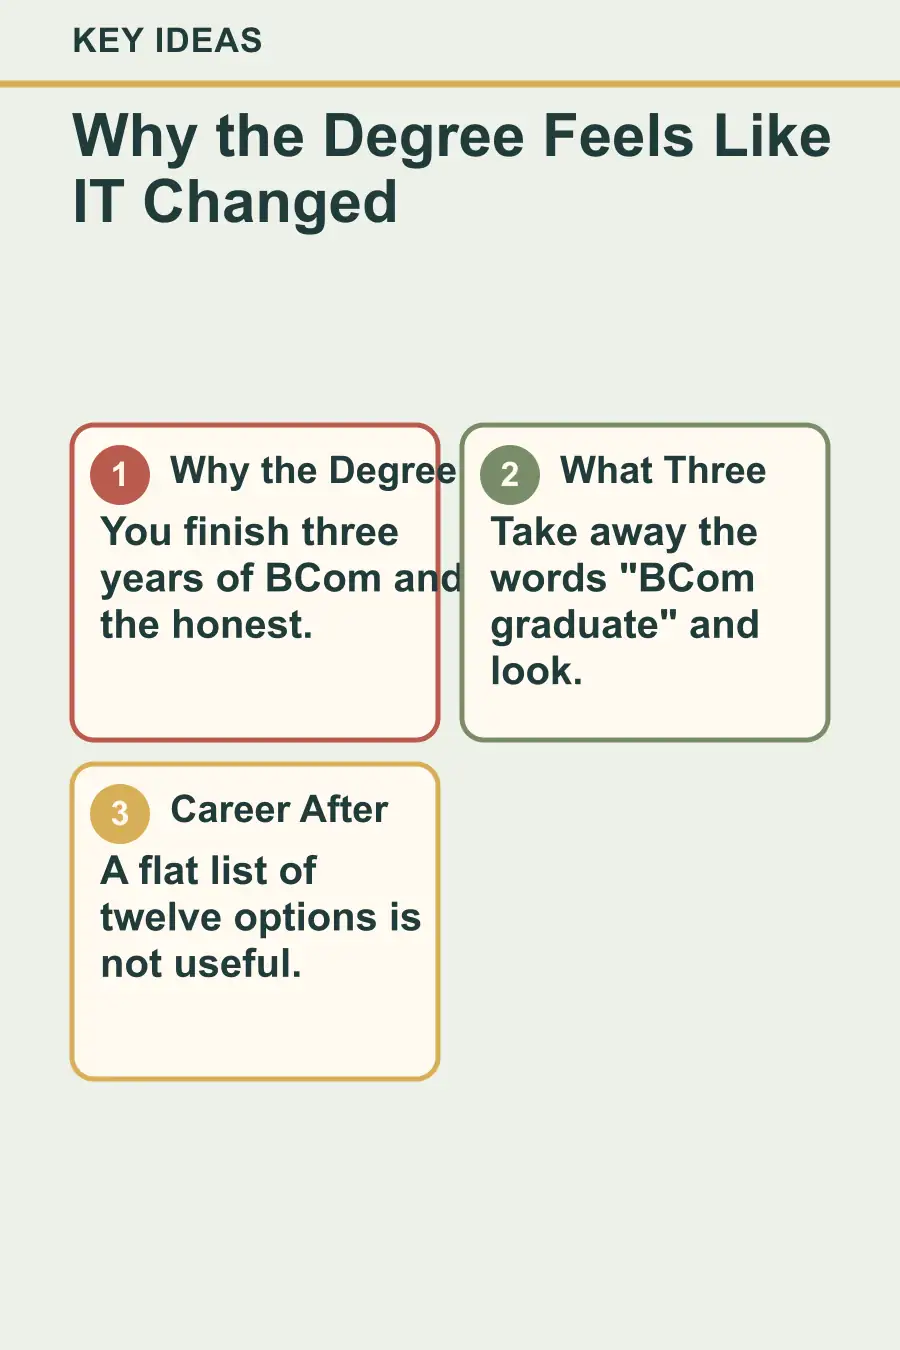 KEY IDEAS
Why the Degree Feels Like
IT Changed
1
Why the Degree
You finish three
years of BCom and
the honest.
2
What Three
Take away the
words "BCom
graduate" and
look.
3
Career After
A flat list of
twelve options is
not useful.